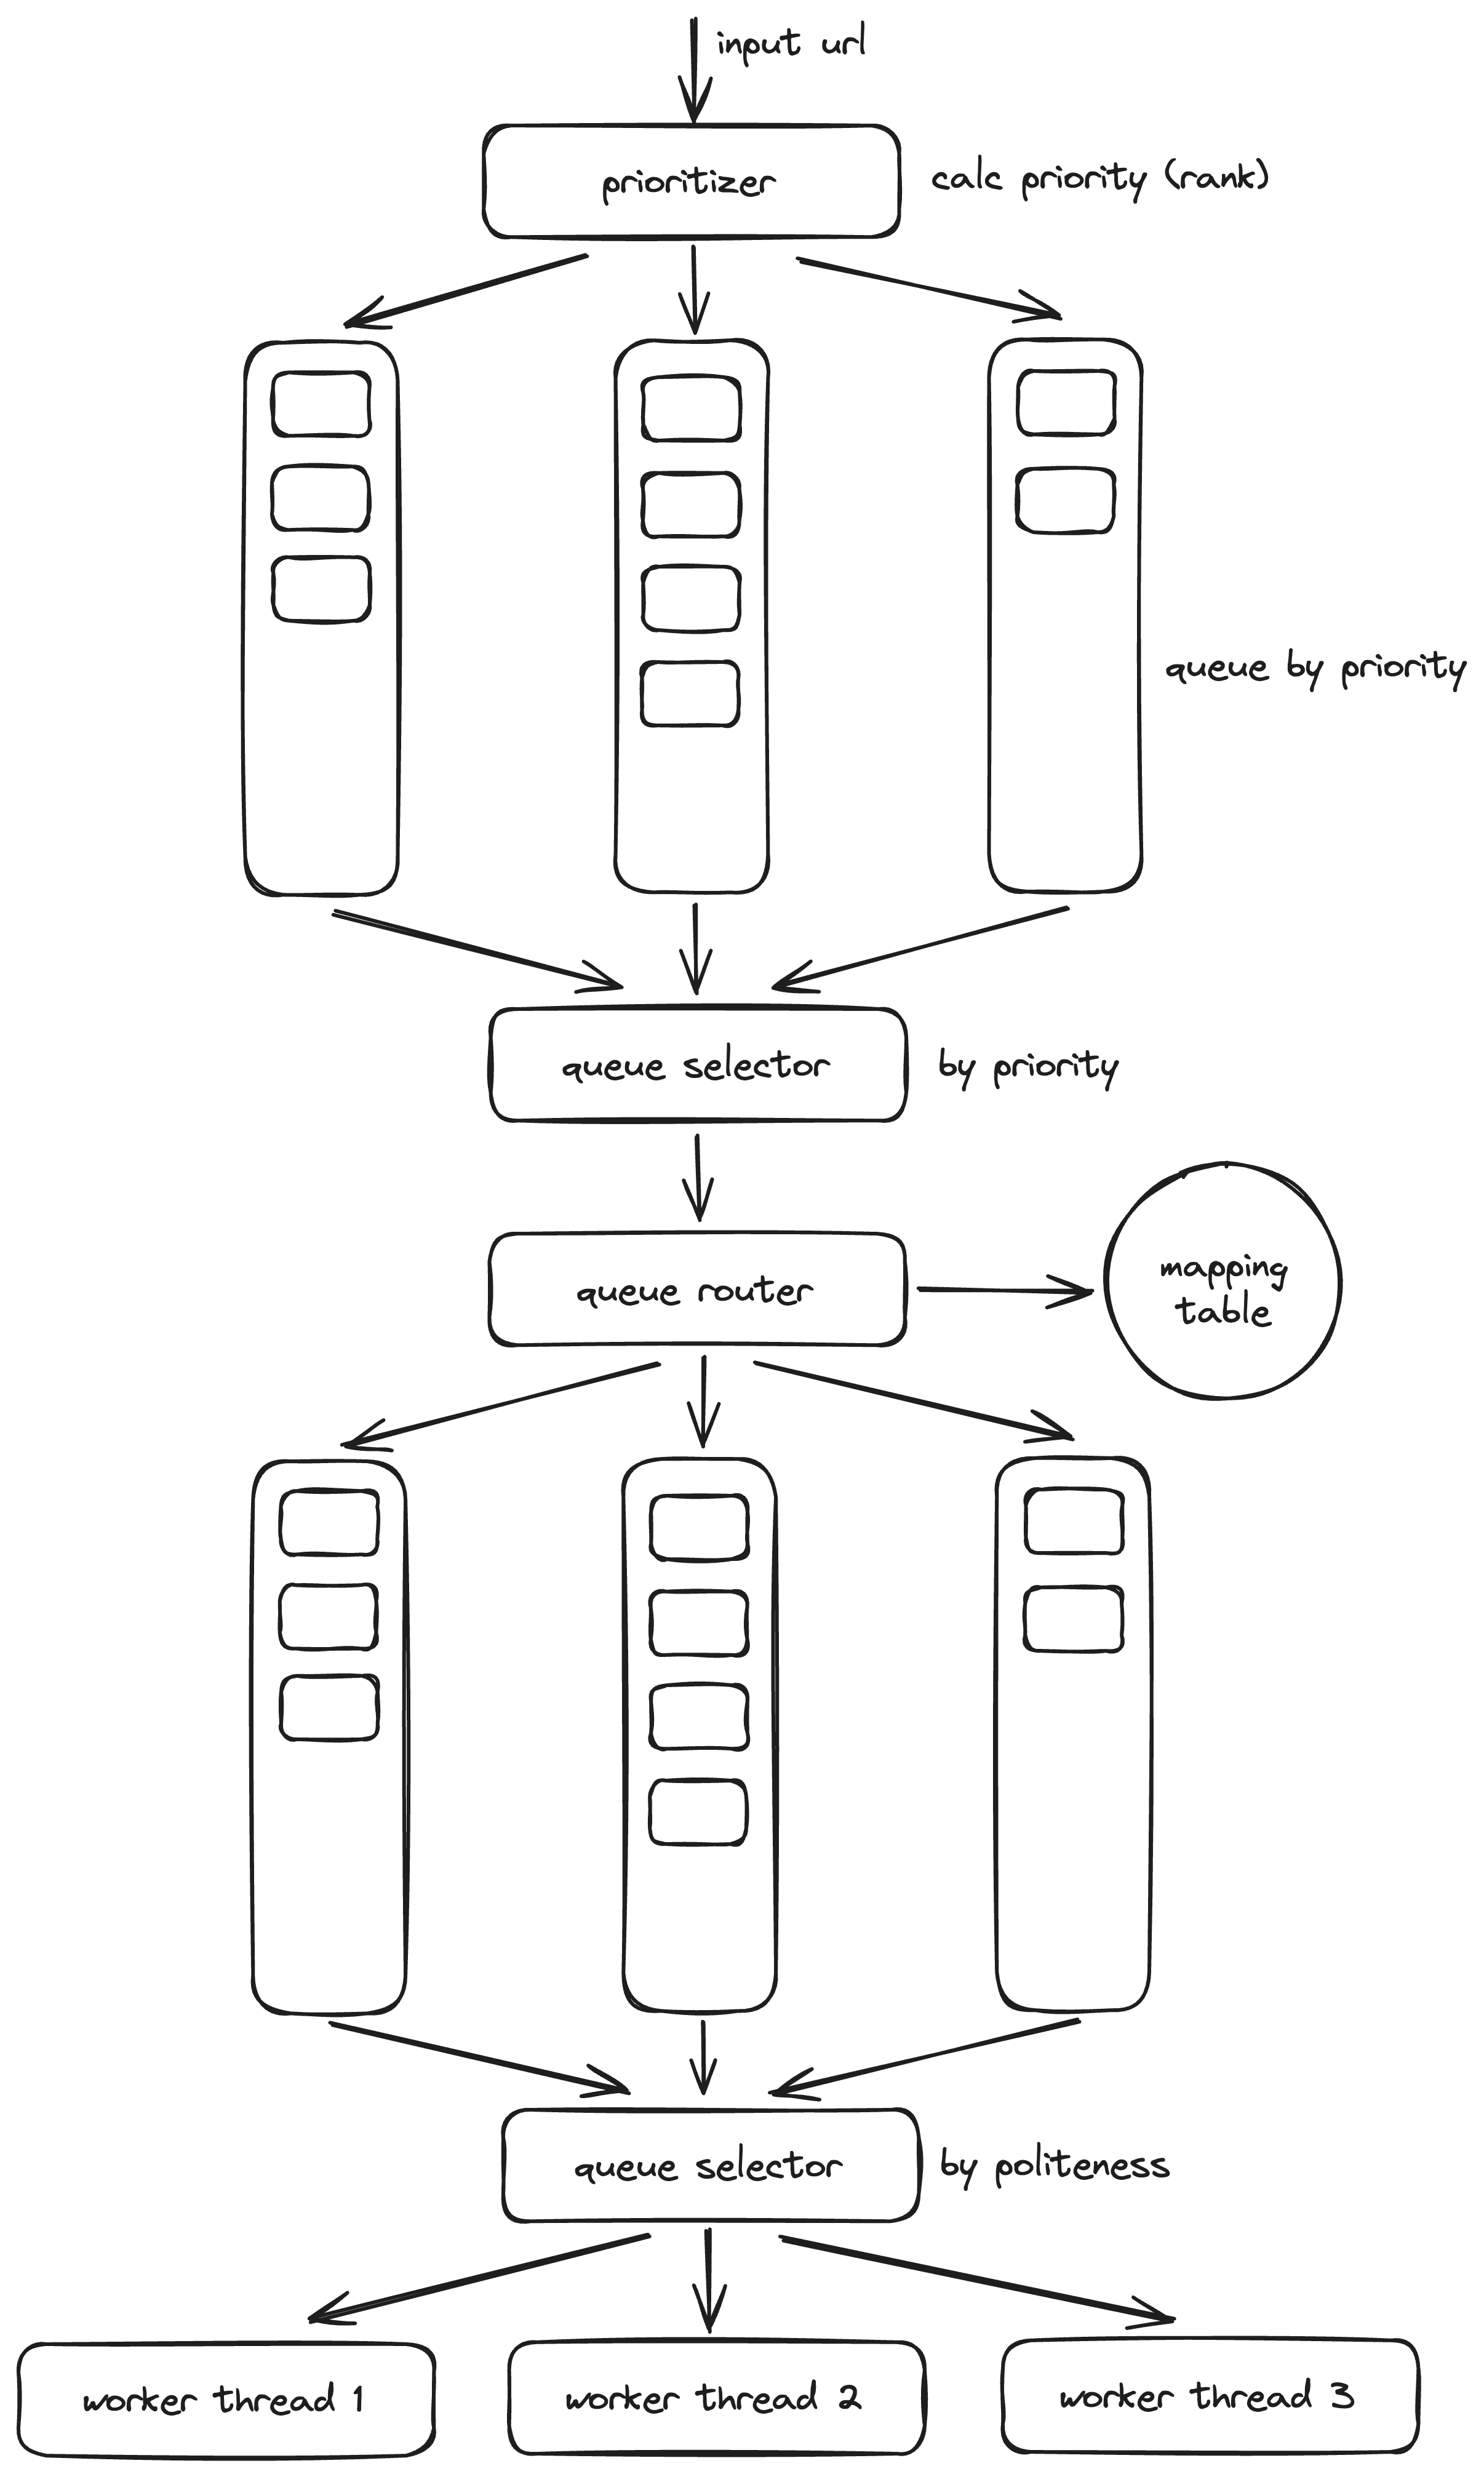 input url
prioritizer
calc priority (rank)
queue by priority
queue selector
by priority
queue router
mapping
table
queue selector
by politeness
worker thread 1
worker thread 2
worker thread 3